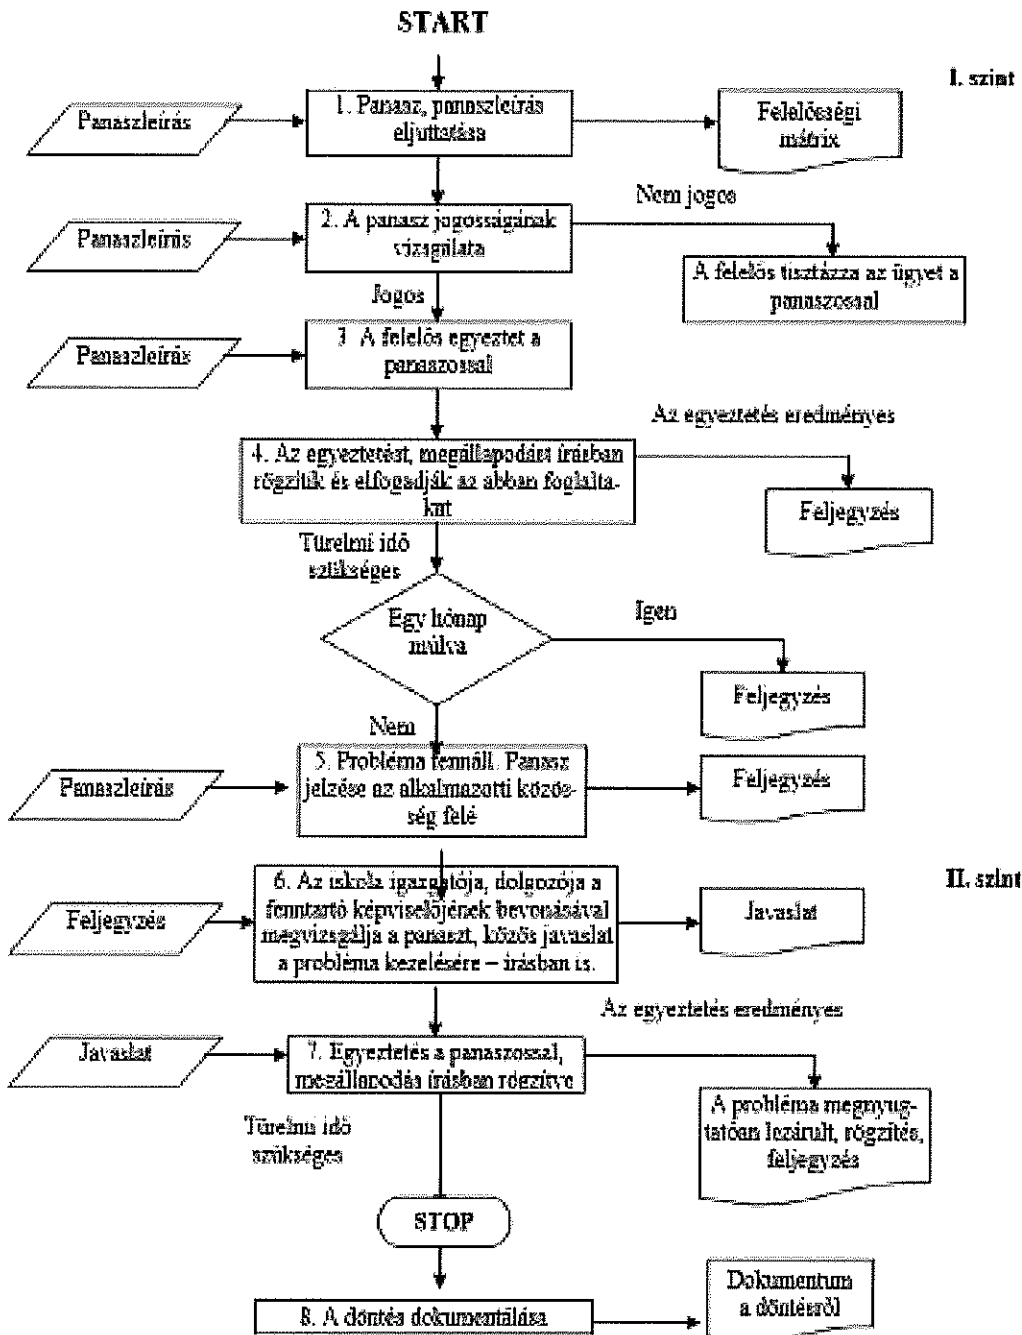 START
I. szint
Panaszleírás
1. Panasz, panaszleírás
eljuttatása
Felelősségi
mátrix
Nem jogos
Panaszleírás
2. A panasz jogosságának
vizsgálata
A felelős tisztázza az ügyet a
panaszossal
Jogos
Panaszleírás
3. A felelős egyeztet a
panaszossal
Az egyeztetés eredményes
4. Az egyeztetést, megállapodást írásban
rögzítik és elfogadják az abban foglalta-
kat
Feljegyzés
Türelmi idő
szükséges
Egy hónap
múlva
Igen
Feljegyzés
Nem
Panaszleírás
5. Probléma fennáll. Panasz
jelzése az alkalmazotti közös-
ség felé
Feljegyzés
II. szint
Feljegyzés
6. Az iskola igazgatója, dolgozója a
fenntartó képviselőjének bevonásával
megvizsgálja a panaszt, közös javaslat
a probléma kezelésére – írásban is.
Javaslat
Az egyeztetés eredményes
Javaslat
7. Egyeztetés a panaszossal,
megállapodás írásban rögzítve
A probléma megnyug-
tatóan lezárult, rögzítés,
feljegyzés
Türelmi idő
szükséges
STOP
8. A döntés dokumentálása
Dokumentum
a döntésről